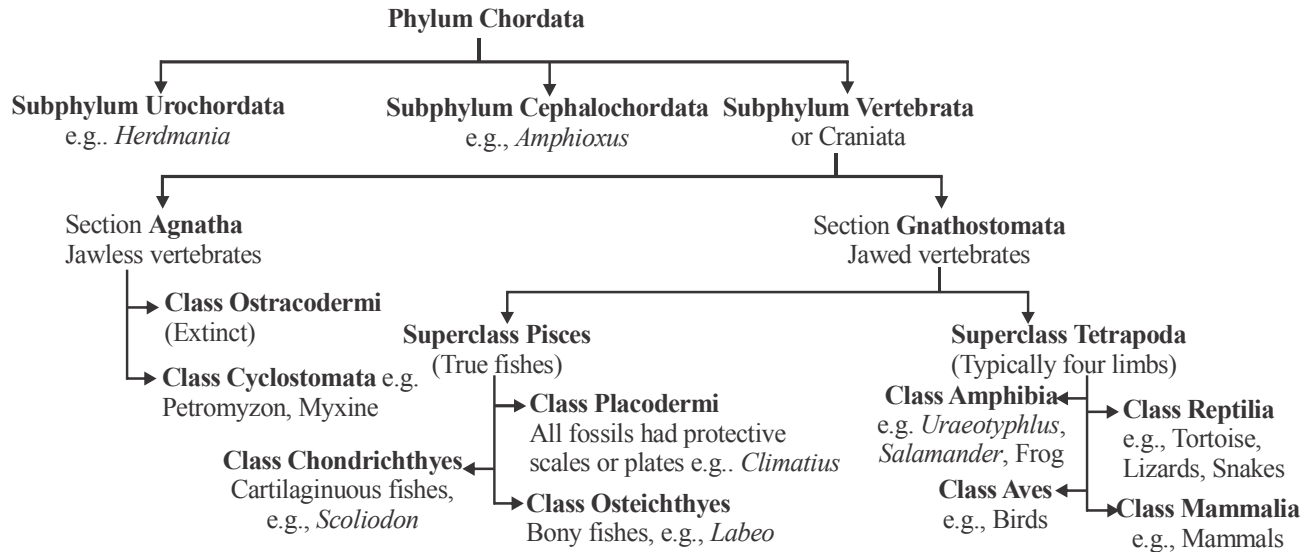 Phylum Chordata
Subphylum Urochordata
e.g.. Herdmania
Subphylum Cephalochordata
e.g., Amphioxus
Subphylum Vertebrata
or Craniata
Section Agnatha
Jawless vertebrates
Section Gnathostomata
Jawed vertebrates
Class Ostracodermi
(Extinct)
Class Cyclostomata e.g.
Petromyzon, Myxine
Superclass Pisces
(True fishes)
Class Placodermi
All fossils had protective
scales or plates e.g.. Climatius
Class Chondrichthyes
Cartilaginuous fishes,
e.g., Scoliodon
Class Osteichthyes
Bony fishes, e.g., Labeo
Superclass Tetrapoda
(Typically four limbs)
Class Amphibia
e.g. Uraeotyphlus,
Salamander, Frog
Class Reptilia
e.g., Tortoise,
Lizards, Snakes
Class Aves
e.g., Birds
Class Mammalia
e.g., Mammals